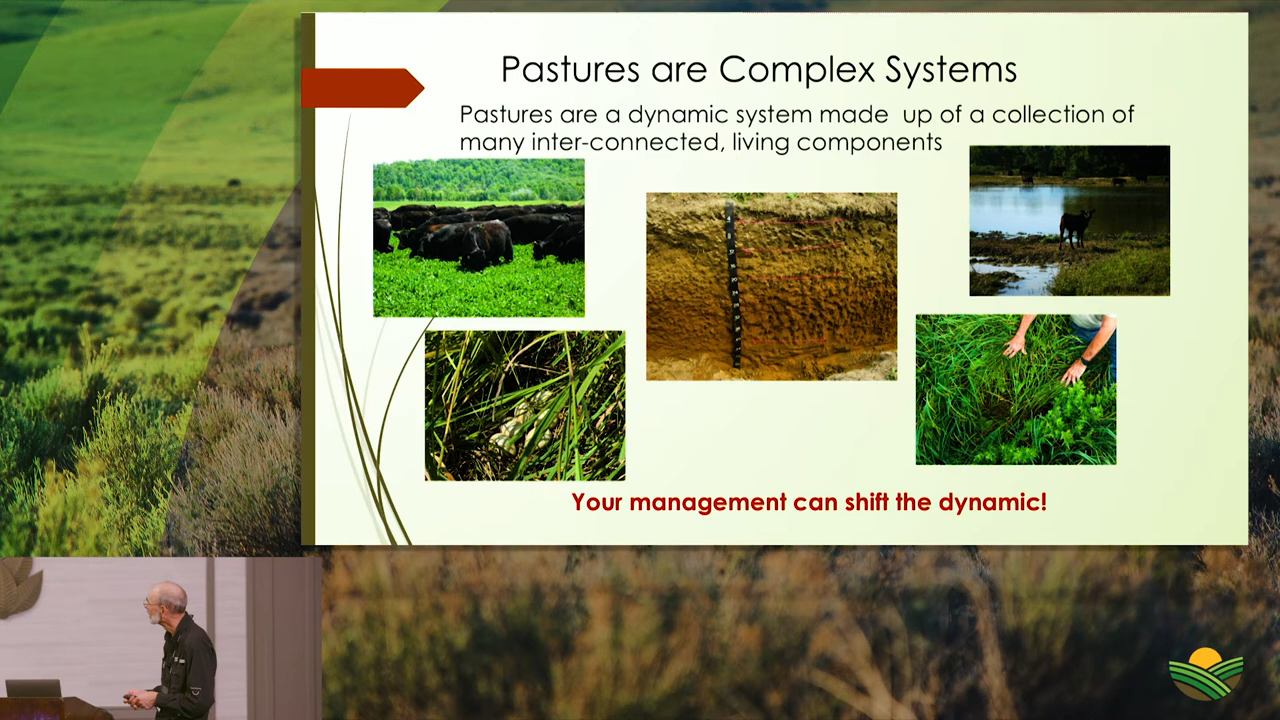 Pastures are Complex Systems
Pastures are a dynamic system made up of a collection of
many inter-connected, living components
Your management can shift the dynamic!